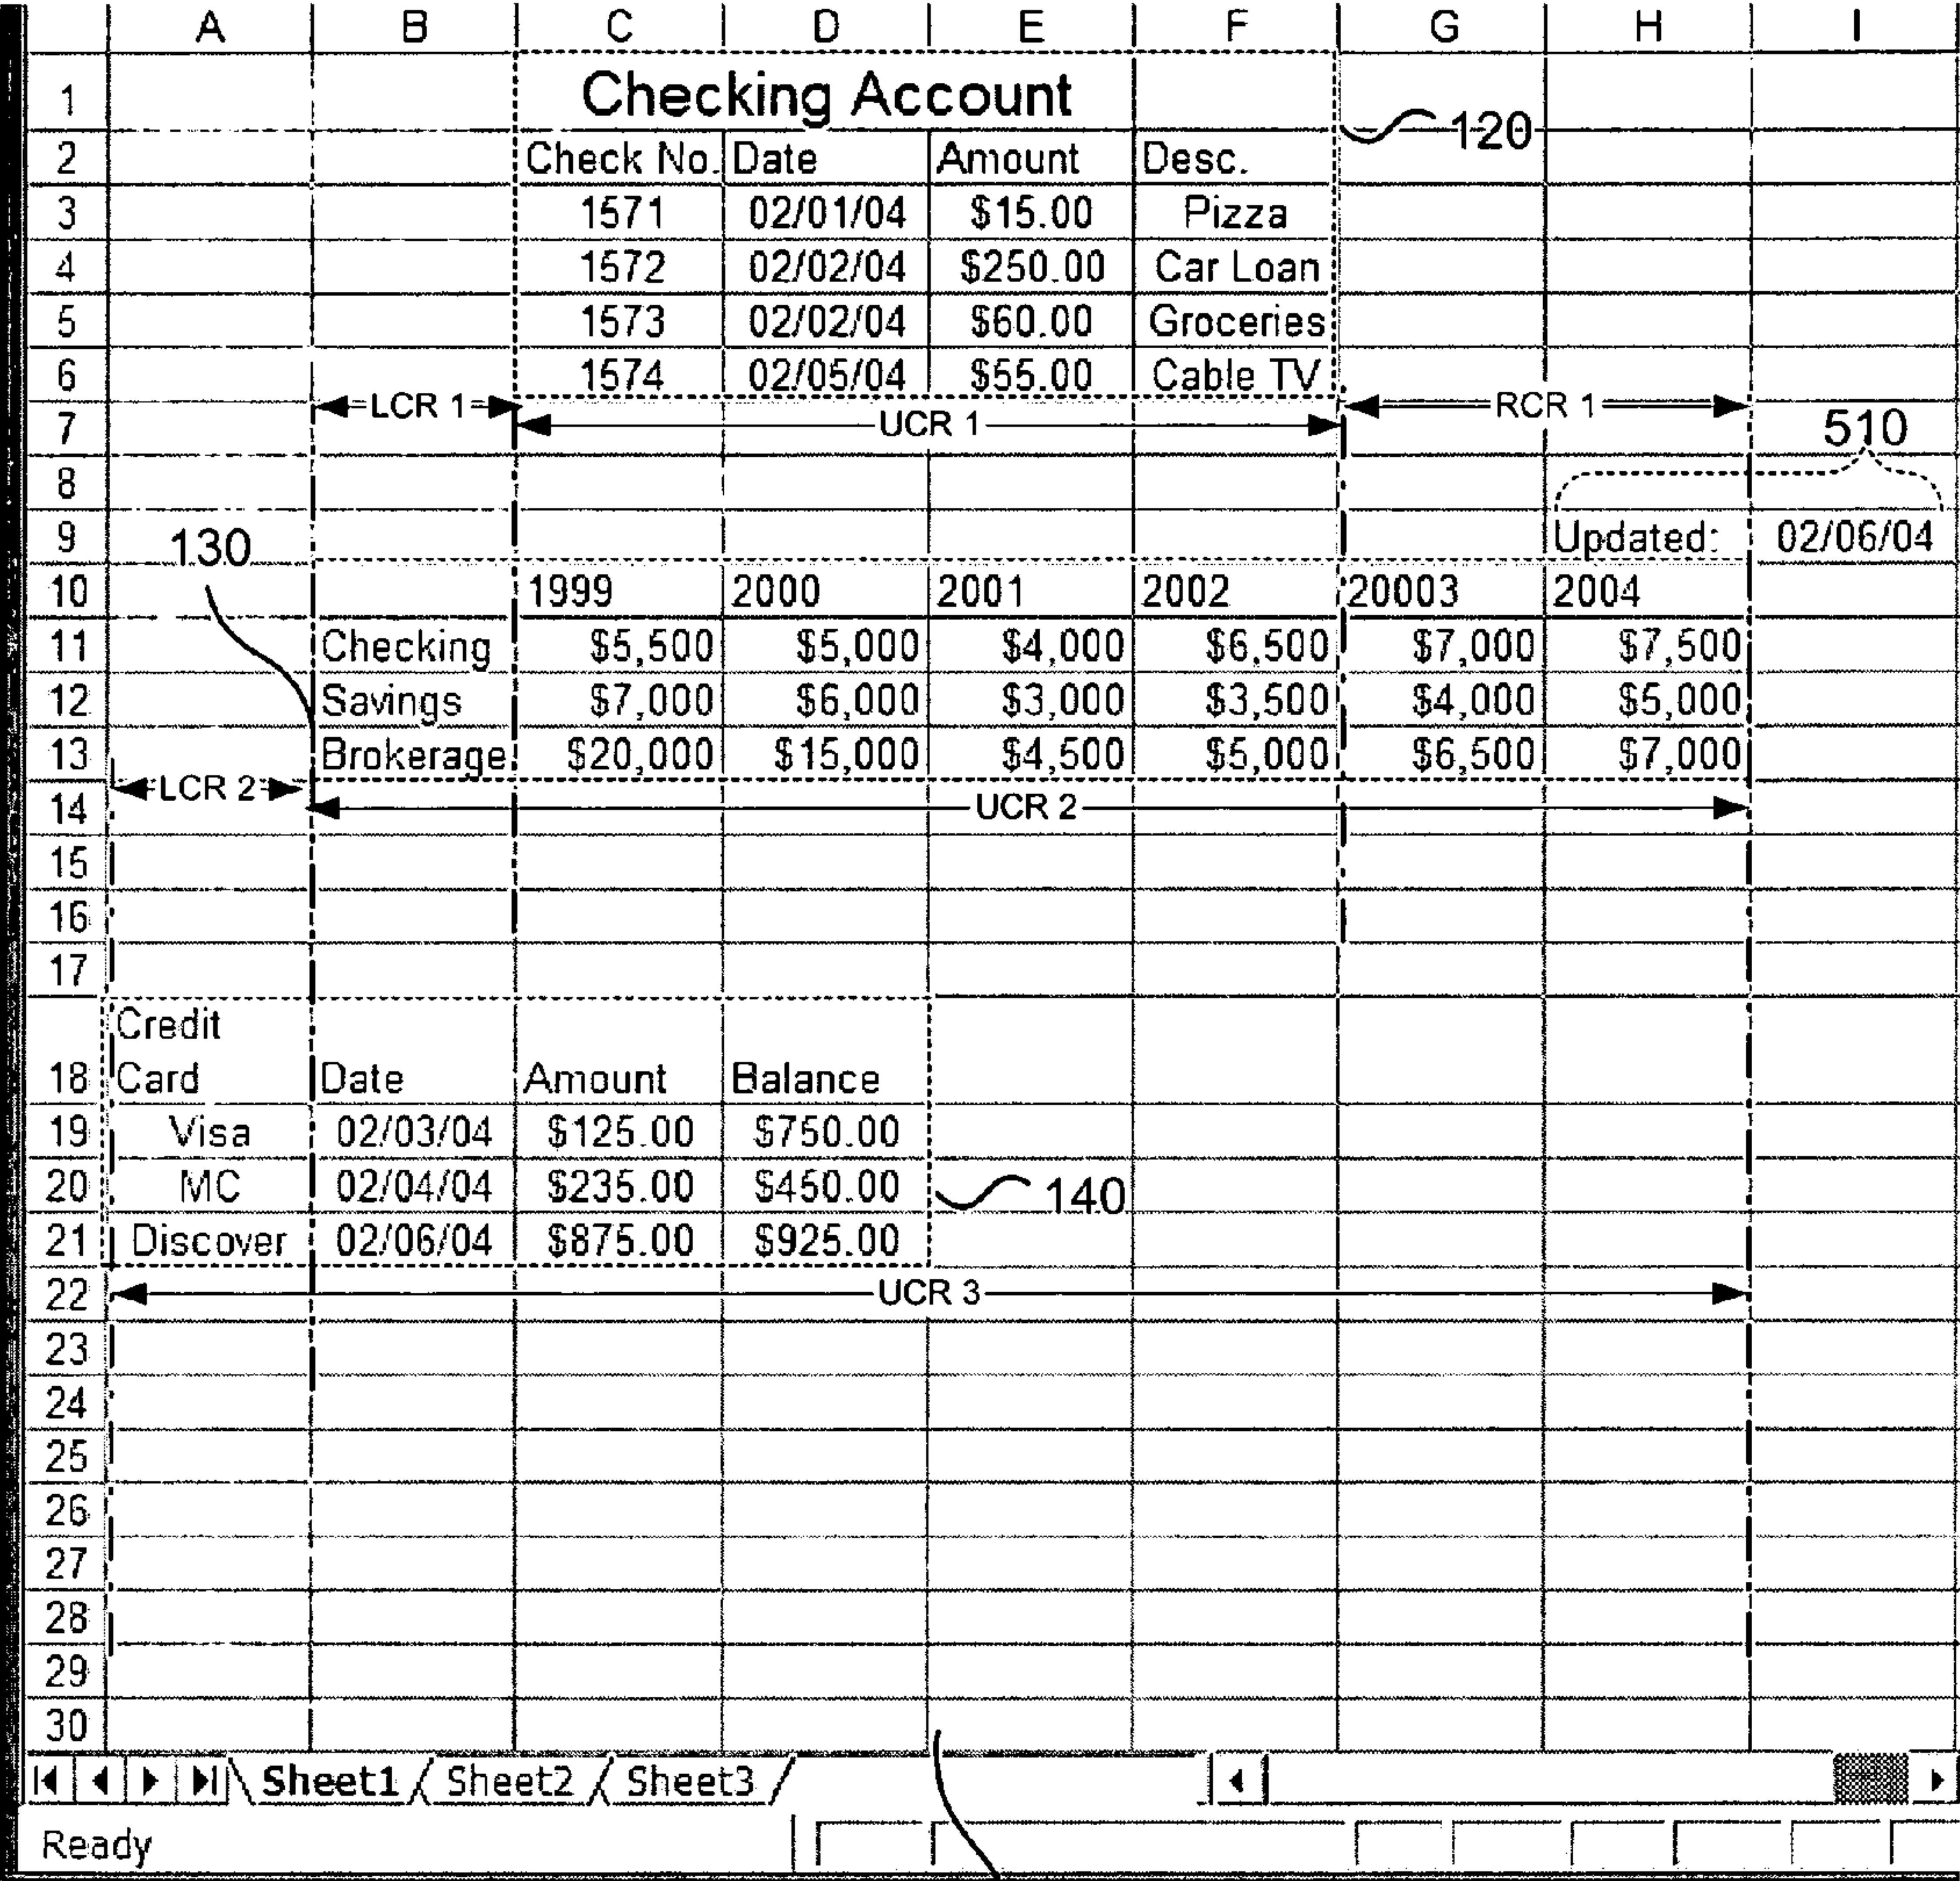 A B C D E F G H I
1 Checking Account
120
2 Check No. Date Amount Desc.
3 1571 02/01/04 $15.00 Pizza
4 1572 02/02/04 $250.00 Car Loan
5 1573 02/02/04 $60.00 Groceries
6 1574 02/05/04 $55.00 Cable TV
LCR 1 UCR 1 RCR 1
7 510
8
9 130 Updated: 02/06/04
10 1999 2000 2001 2002 20003 2004
11 Checking $5,500 $5,000 $4,000 $6,500 $7,000 $7,500
12 Savings $7,000 $6,000 $3,000 $3,500 $4,000 $5,000
13 Brokerage $20,000 $15,000 $4,500 $5,000 $6,500 $7,000
LCR 2 UCR 2
14
15
16
17
Credit
18 Card Date Amount Balance
19 Visa 02/03/04 $125.00 $750.00
20 MC 02/04/04 $235.00 $450.00 140
21 Discover 02/06/04 $875.00 $925.00
22 UCR 3
23
24
25
26
27
28
29
30
Sheet1 Sheet2 Sheet3
Ready